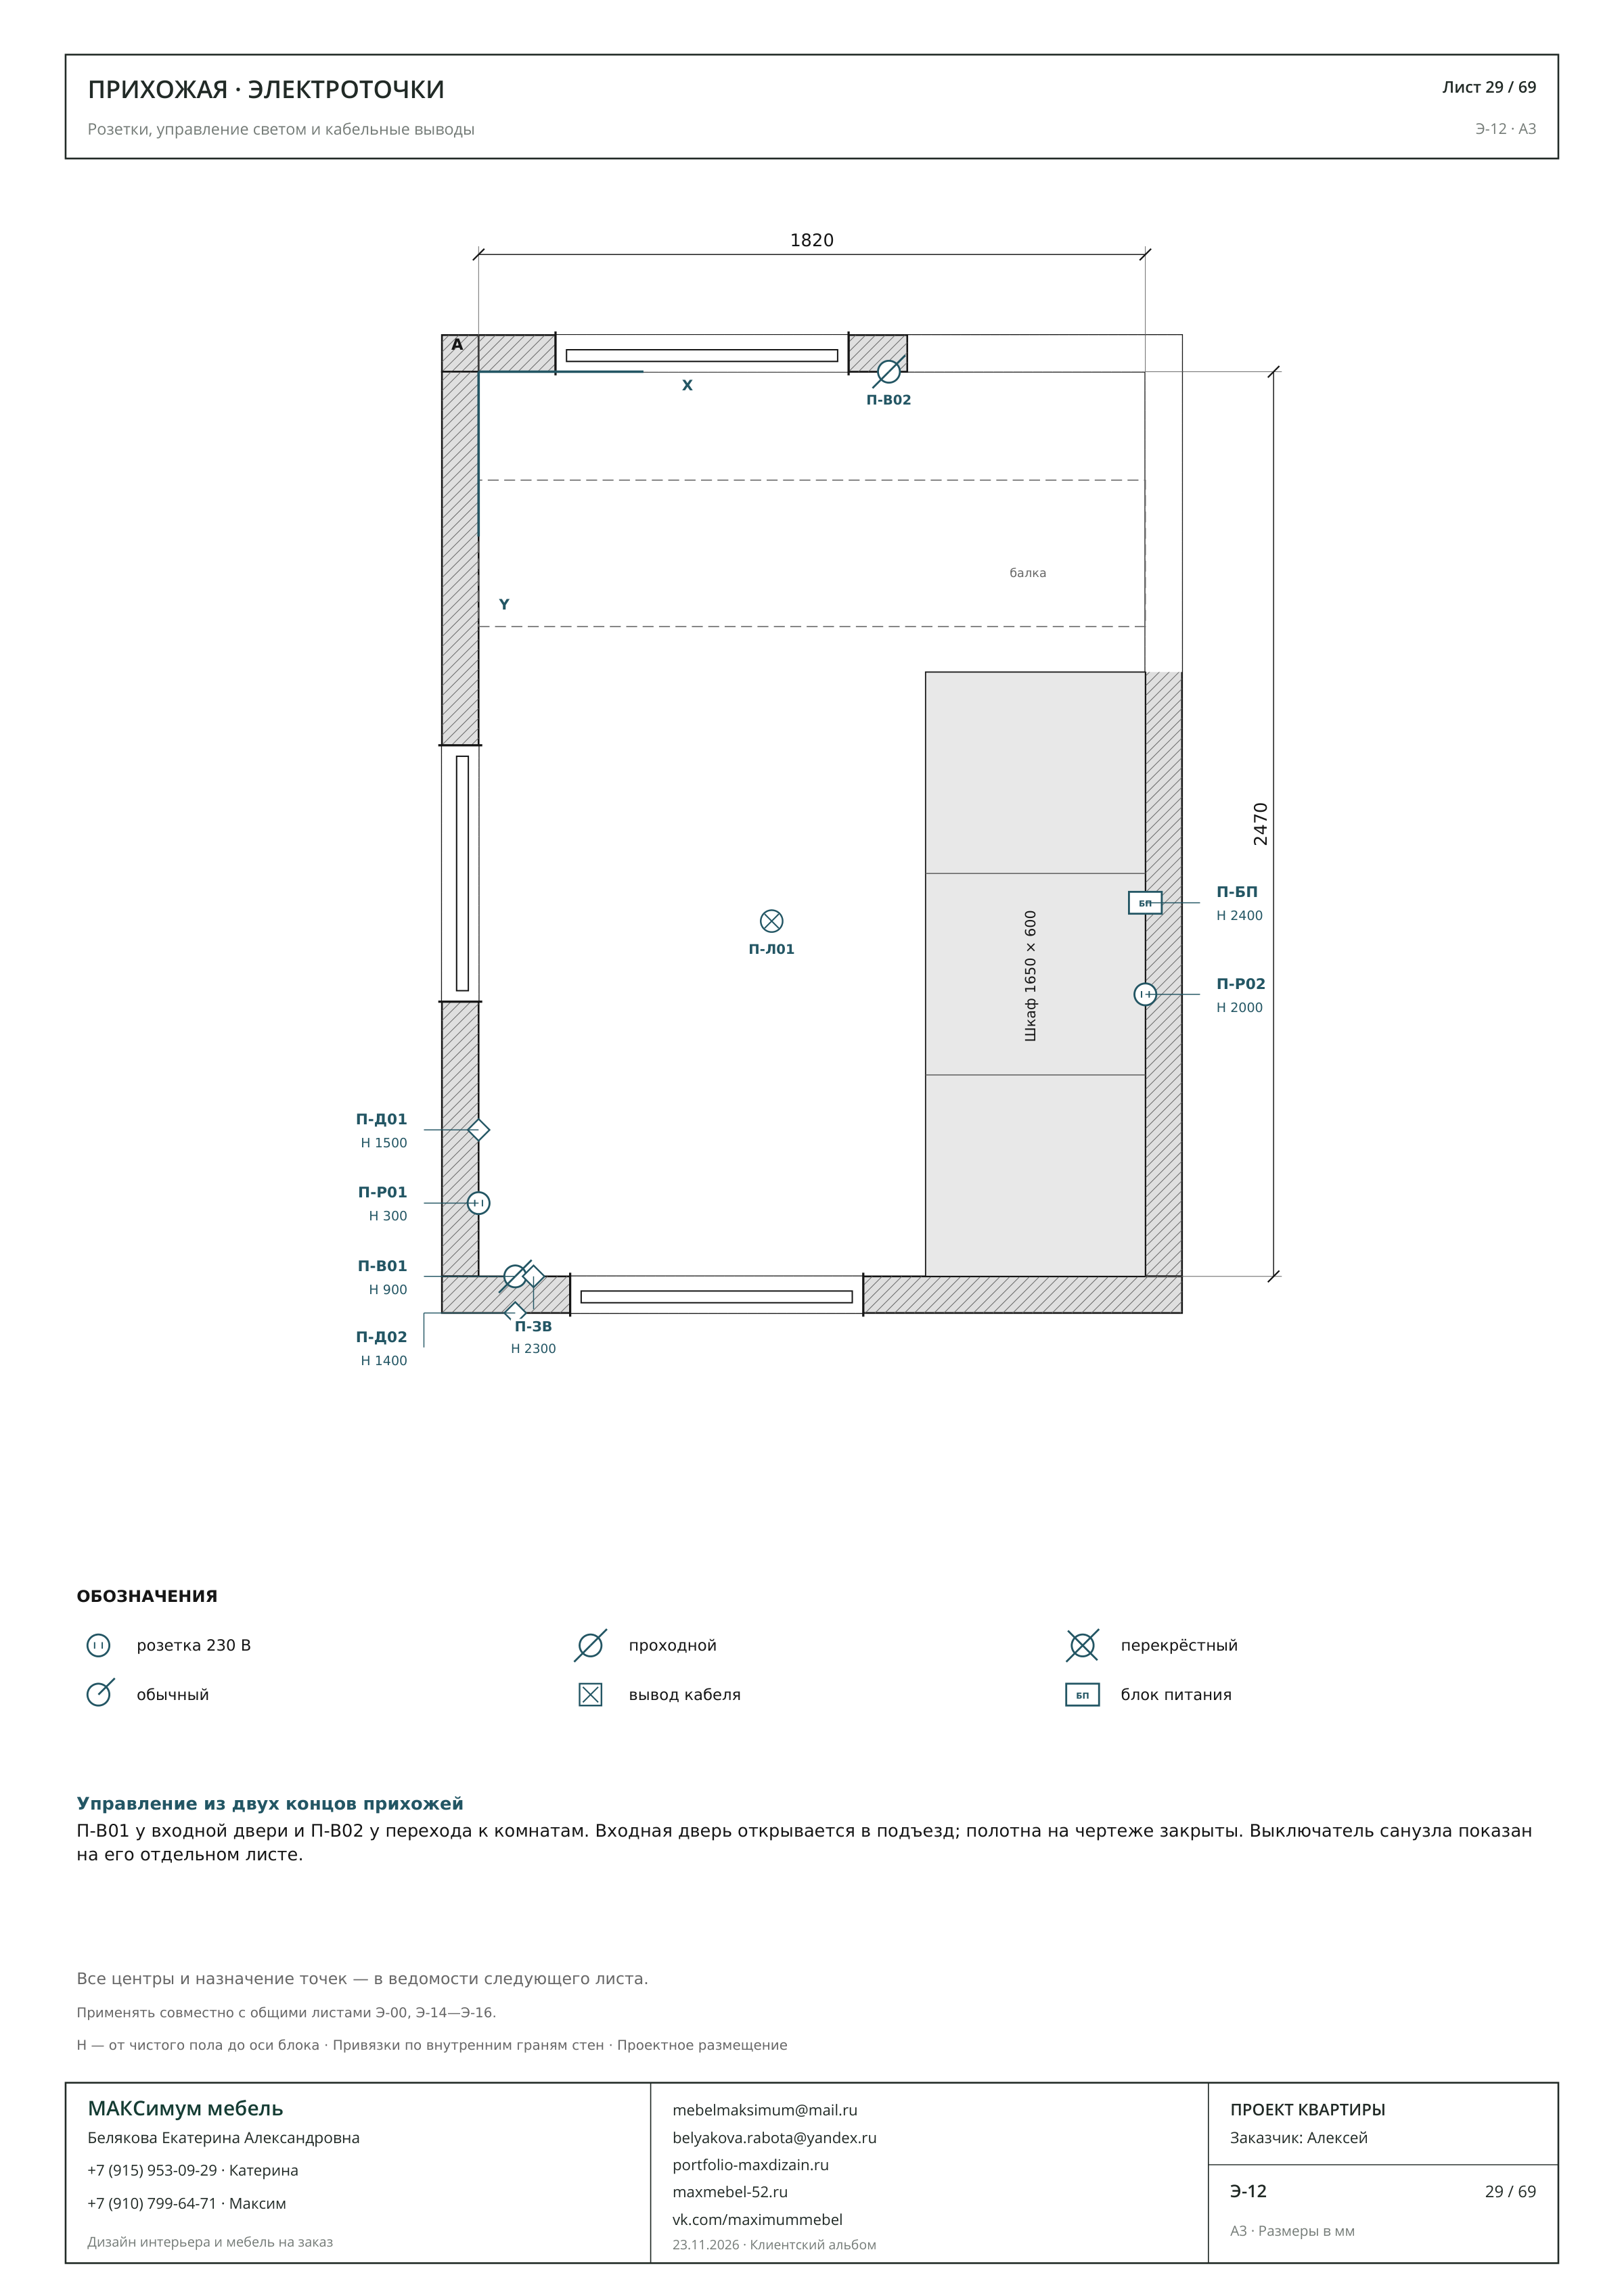 ПРИХОЖАЯ · ЭЛЕКТРОТОЧКИ
Лист 29 / 69
Розетки, управление светом и кабельные выводы
Э-12 · А3
1820
А
X
П-В02
балка
Y
2470
П-БП
БП
H 2400
П-Л01
Шкаф 1650 × 600
П-Р02
H 2000
П-Д01
H 1500
П-Р01
H 300
П-В01
H 900
П-ЗВ
П-Д02
H 2300
H 1400
ОБОЗНАЧЕНИЯ
розетка 230 В
проходной
перекрёстный
обычный
вывод кабеля
БП
блок питания
Управление из двух концов прихожей
П-В01 у входной двери и П-В02 у перехода к комнатам. Входная дверь открывается в подъезд; полотна на чертеже закрыты. Выключатель санузла показан
на его отдельном листе.
Все центры и назначение точек — в ведомости следующего листа.
Применять совместно с общими листами Э-00, Э-14—Э-16.
H — от чистого пола до оси блока · Привязки по внутренним граням стен · Проектное размещение
МАКСимум мебель
Белякова Екатерина Александровна
+7 (915) 953-09-29 · Катерина
+7 (910) 799-64-71 · Максим
Дизайн интерьера и мебель на заказ
mebelmaksimum@mail.ru
belyakova.rabota@yandex.ru
portfolio-maxdizain.ru
maxmebel-52.ru
vk.com/maximummebel
23.11.2026 · Клиентский альбом
ПРОЕКТ КВАРТИРЫ
Заказчик: Алексей
Э-12
29 / 69
А3 · Размеры в мм